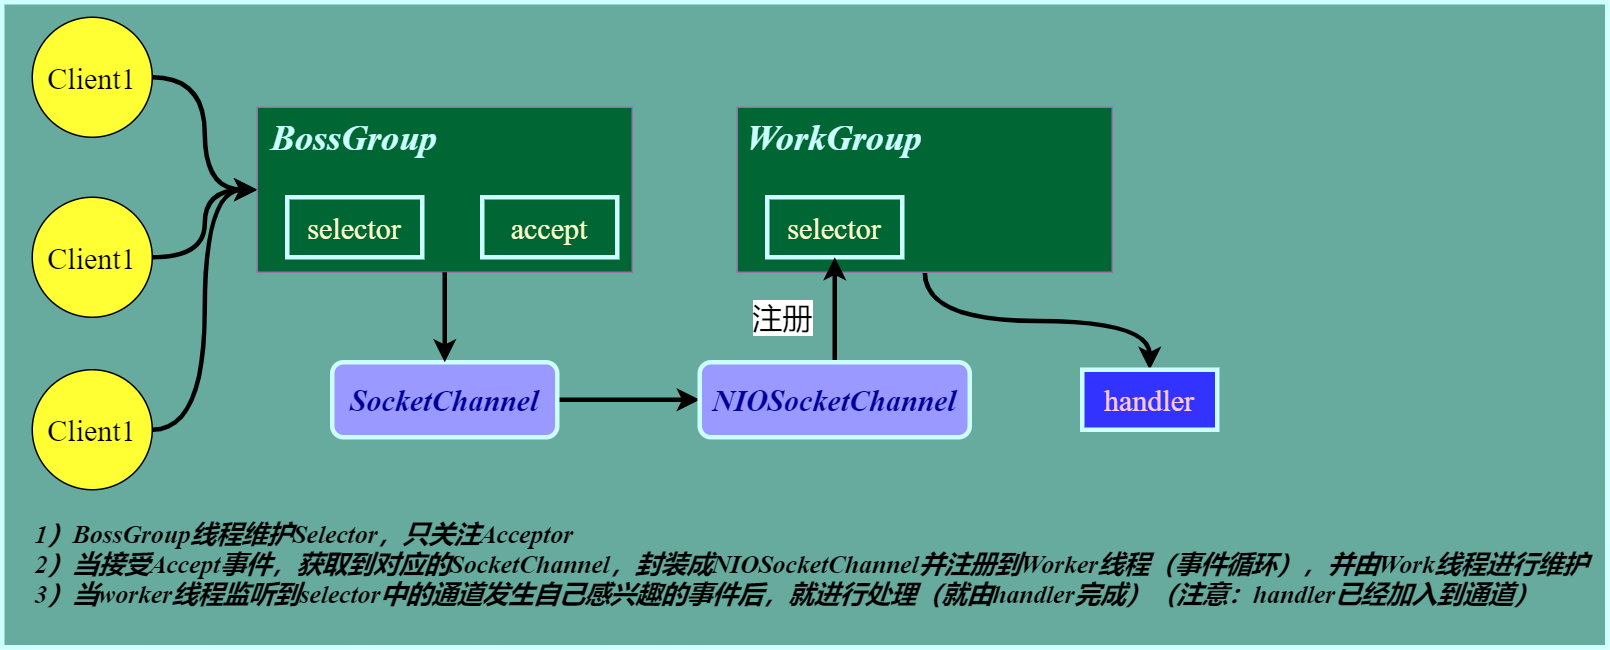 Client1
BossGroup
WorkGroup
selector
accept
selector
Client1
注册
SocketChannel
NIOSocketChannel
handler
Client1
1）BossGroup线程维护Selector，只关注Acceptor
2）当接受Accept事件，获取到对应的SocketChannel，封装成NIOSocketChannel并注册到Worker线程（事件循环），并由Work线程进行维护
3）当worker线程监听到selector中的通道发生自己感兴趣的事件后，就进行处理（就由handler完成）（注意：handler已经加入到通道）